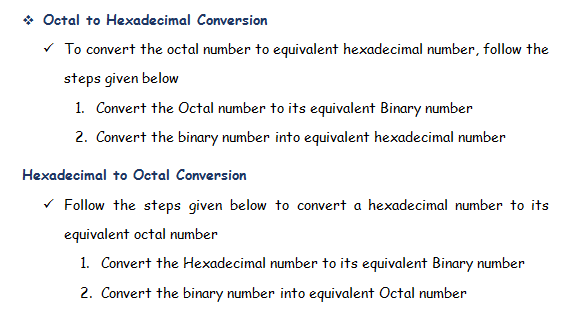 ❖ Octal to Hexadecimal Conversion
✓ To convert the octal number to equivalent hexadecimal number, follow the
steps given below
1. Convert the Octal number to its equivalent Binary number
2. Convert the binary number into equivalent hexadecimal number
Hexadecimal to Octal Conversion
✓ Follow the steps given below to convert a hexadecimal number to its
equivalent octal number
1. Convert the Hexadecimal number to its equivalent Binary number
2. Convert the binary number into equivalent Octal number